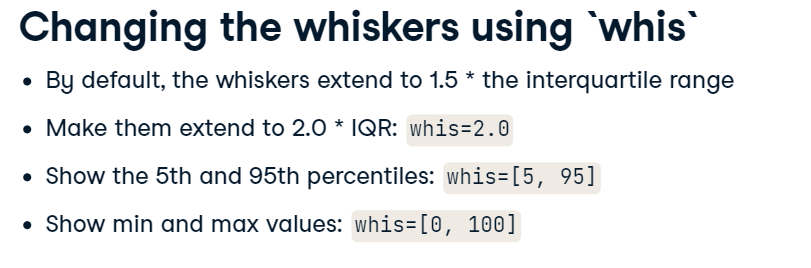 Changing the whiskers using `whis`
• By default, the whiskers extend to 1.5 * the interquartile range
• Make them extend to 2.0 * IQR: whis=2.0
• Show the 5th and 95th percentiles: whis=[5, 95]
• Show min and max values: whis=[0, 100]